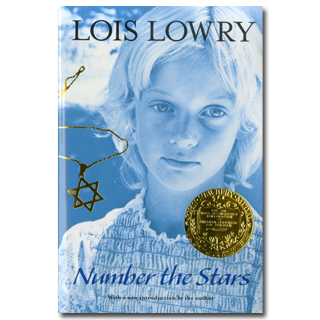 LOIS LOWRY
Number the Stars
With a new introduction by the author